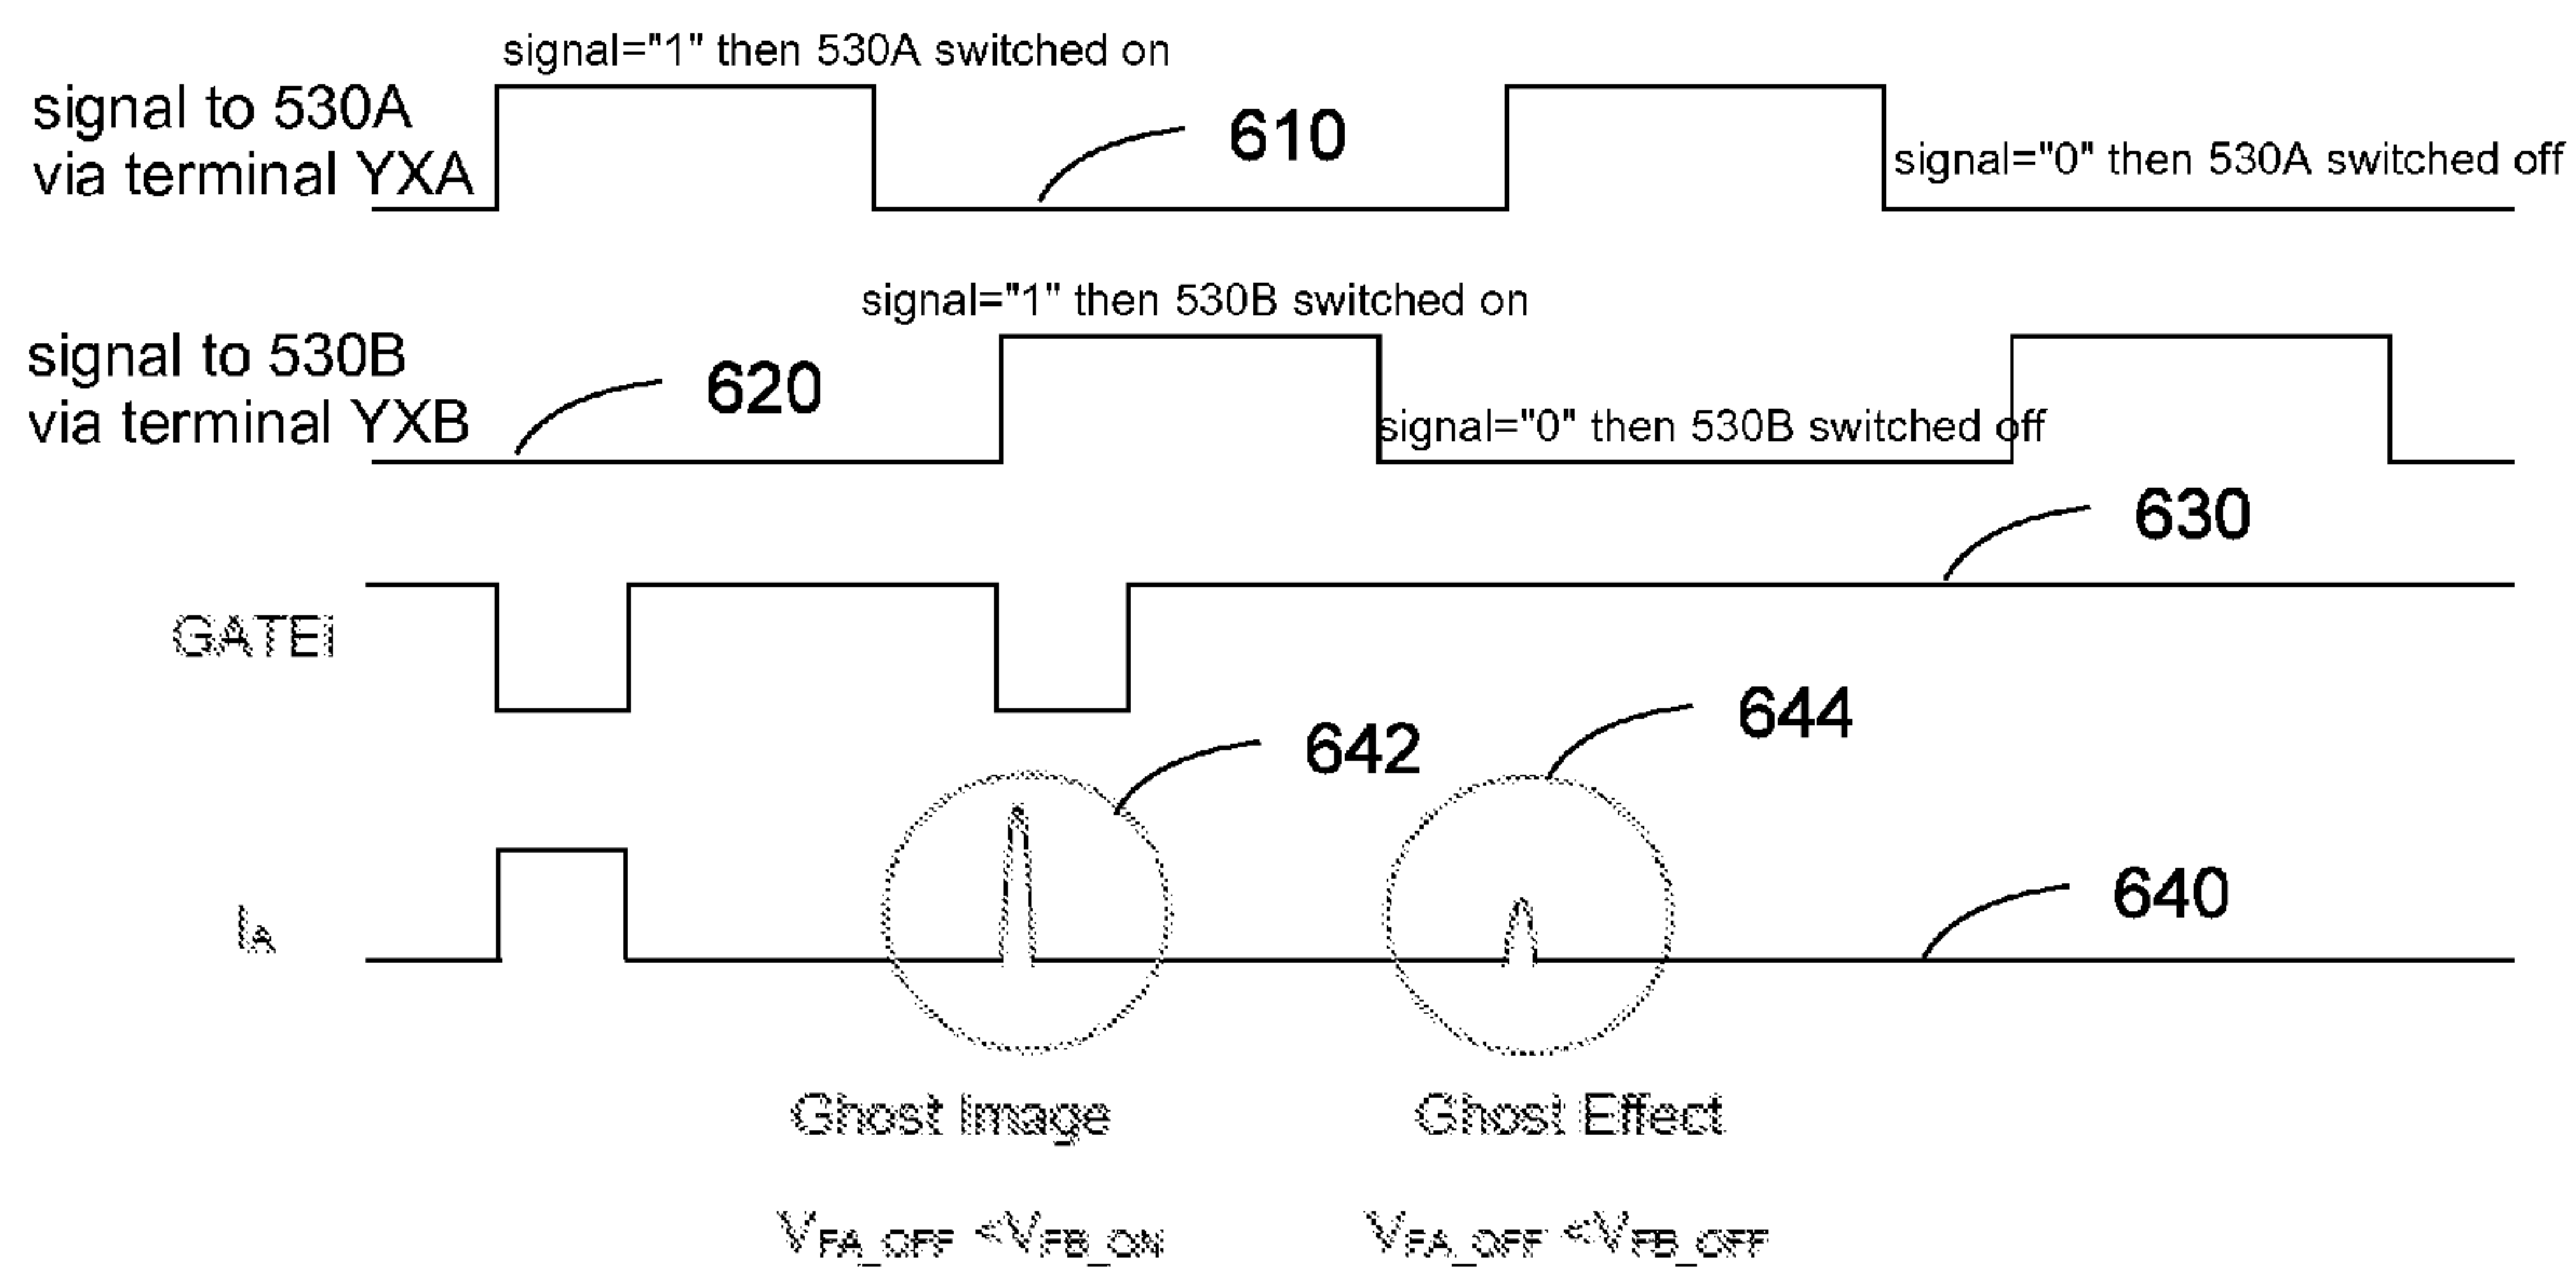 signal="1" then 530A switched on
signal to 530A
via terminal YXA
610
signal="0" then 530A switched off
signal="1" then 530B switched on
signal to 530B
via terminal YXB
620
signal="0" then 530B switched off
630
GATEI
642
644
IA
640
Ghost Image
Ghost Effect
VFA_OFF <VFB_ON
VFA_OFF <VFB_OFF